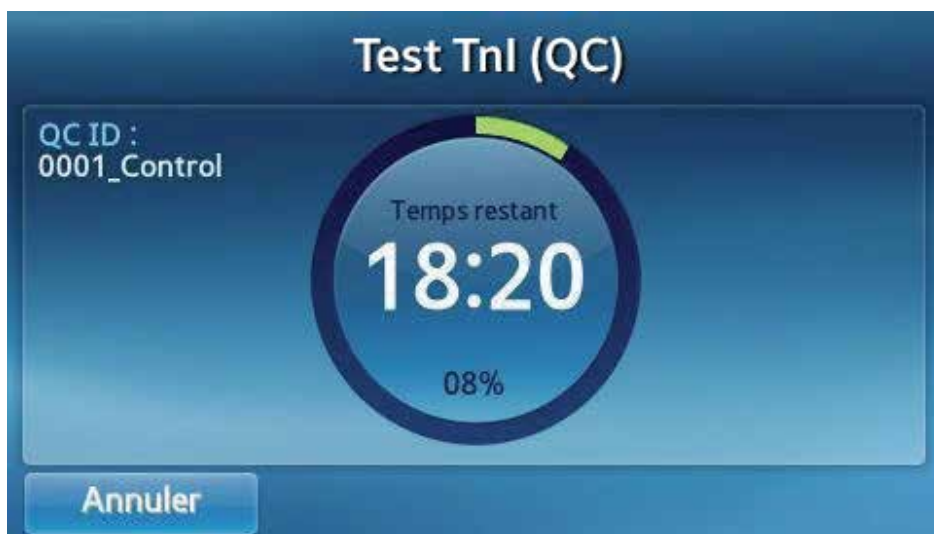 Test TnI (QC)
QC ID :
0001_Control
Temps restant
18:20
08%
Annuler